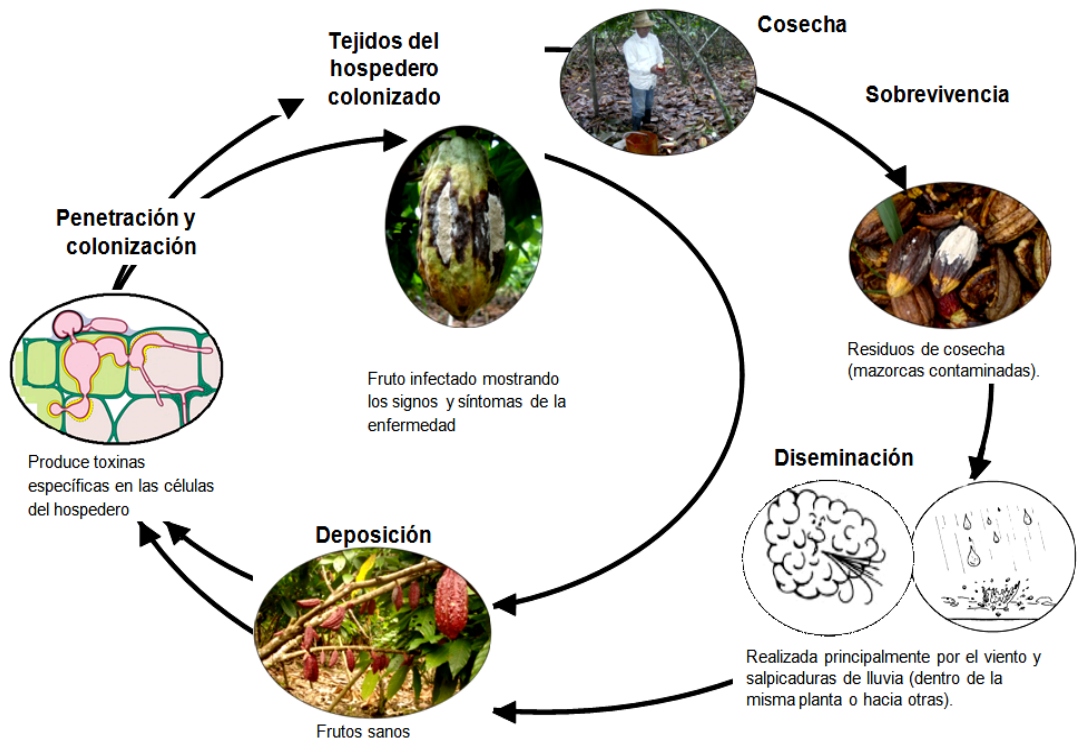 Tejidos del
hospedero
colonizado
Cosecha
Sobrevivencia
Residuos de cosecha
(mazorcas contaminadas).
Diseminación
Realizada principalmente por el viento y
salpicaduras de lluvia (dentro de la
misma planta o hacia otras).
Deposición
Frutos sanos
Penetración y
colonización
Produce toxinas
específicas en las células
del hospedero
Fruto infectado mostrando
los signos y síntomas de la
enfermedad